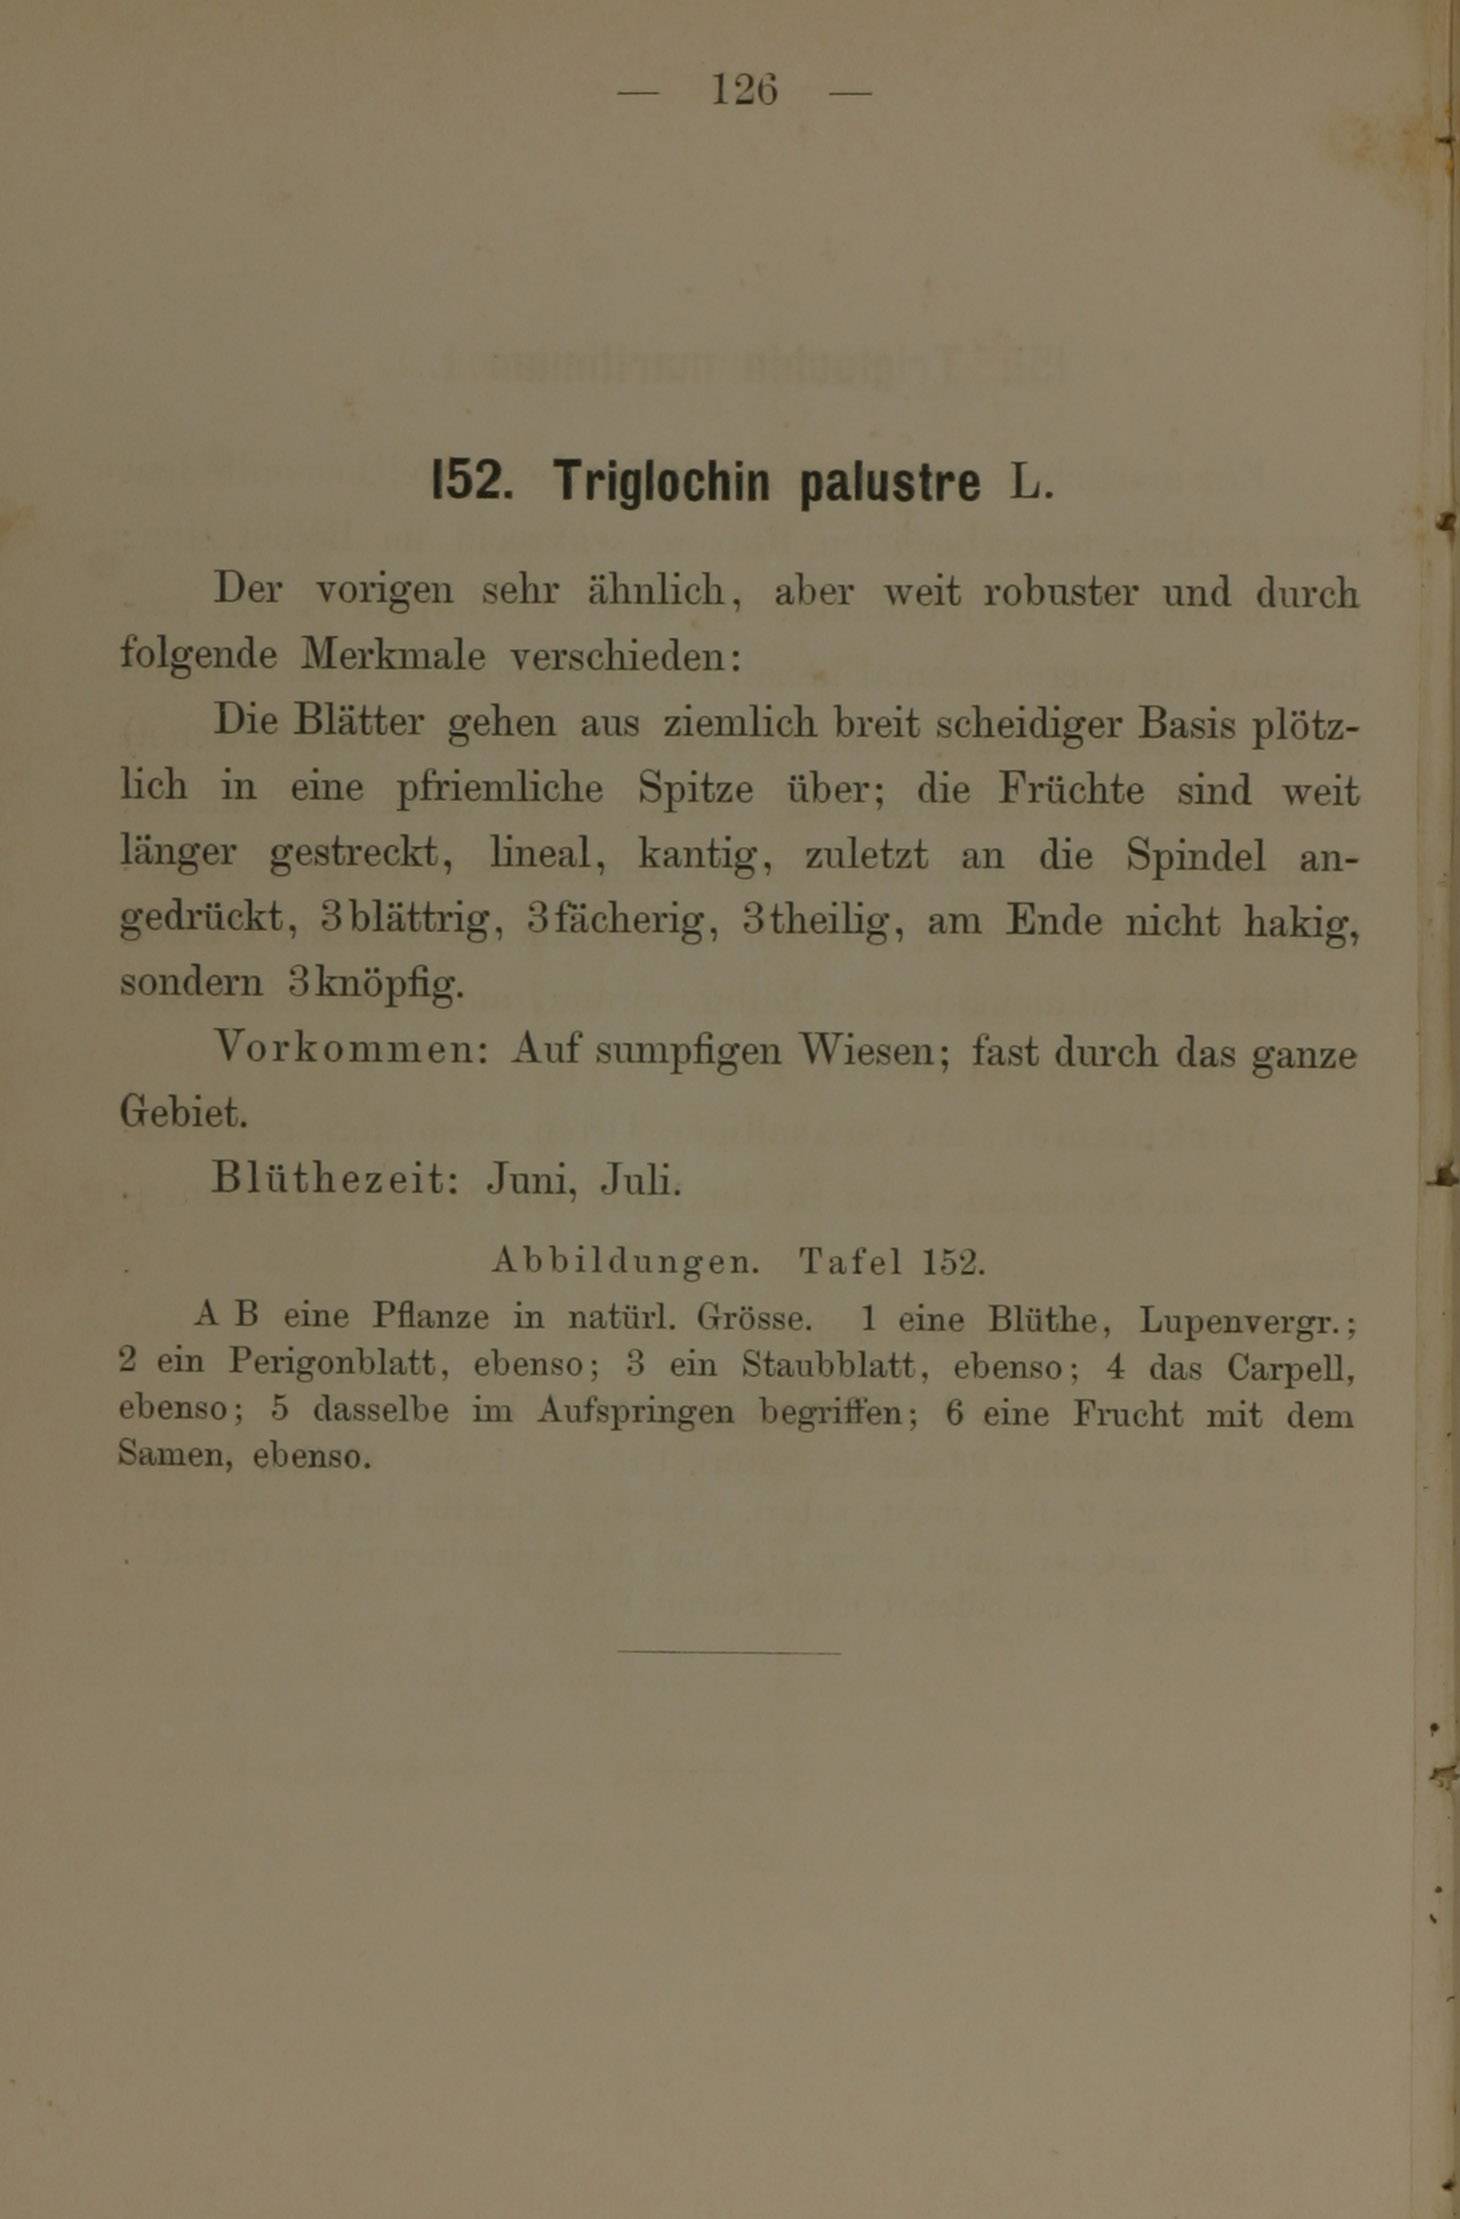 — 126 —
152. Triglochin palustre L.
Der vorigen sehr ähnlich, aber weit robuster und durch
folgende Merkmale verschieden:
Die Blätter gehen aus ziemlich breit scheidiger Basis plötz-
lich in eine pfriemliche Spitze über; die Früchte sind weit
länger gestreckt, lineal, kantig, zuletzt an die Spindel an-
gedrückt, 3blättrig, 3fächerig, 3theilig, am Ende nicht hakig,
sondern 3knöpfig.
Vorkommen: Auf sumpfigen Wiesen; fast durch das ganze
Gebiet.
Blüthezeit: Juni, Juli.
Abbildungen. Tafel 152.
A B eine Pflanze in natürl. Grösse. 1 eine Blüthe, Lupenvergr.;
2 ein Perigonblatt, ebenso; 3 ein Staubblatt, ebenso; 4 das Carpell,
ebenso; 5 dasselbe im Aufspringen begriffen; 6 eine Frucht mit dem
Samen, ebenso.